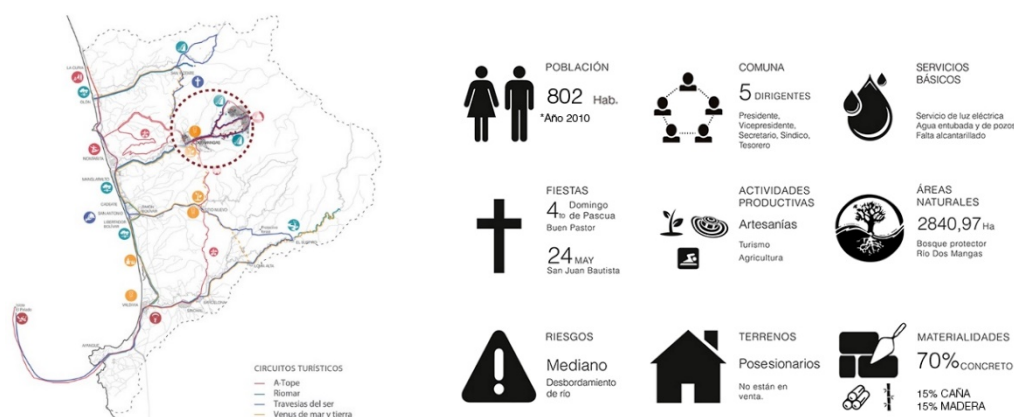 LIBERTADOR
BOLIVAR
VALDIVIA
CIRCUITOS TURÍSTICOS
A-Tope
Riomar
Travesias del ser
Venus de mar y tierra
POBLACIÓN
802 Hab.
*Año 2010
COMUNA
5 DIRIGENTES
Presidente,
Vicepresidente,
Secretario, Sindico,
Tesorero
SERVICIOS
BÁSICOS
Servicio de luz eléctrica
Agua entubada y de pozos
Falta alcantarillado
FIESTAS
4to Domingo
de Pascua
Buen Pastor
24 MAY
San Juan Bautista
ACTIVIDADES
PRODUCTIVAS
Artesanías
Turismo
Agricultura
ÁREAS
NATURALES
2840,97 Ha
Bosque protector
Río Dos Mangas
RIESGOS
Mediano
Desbordamiento
de río
TERRENOS
Posesionarios
No están en
venta.
MATERIALIDADES
70% CONCRETO
15% CAÑA
15% MADERA